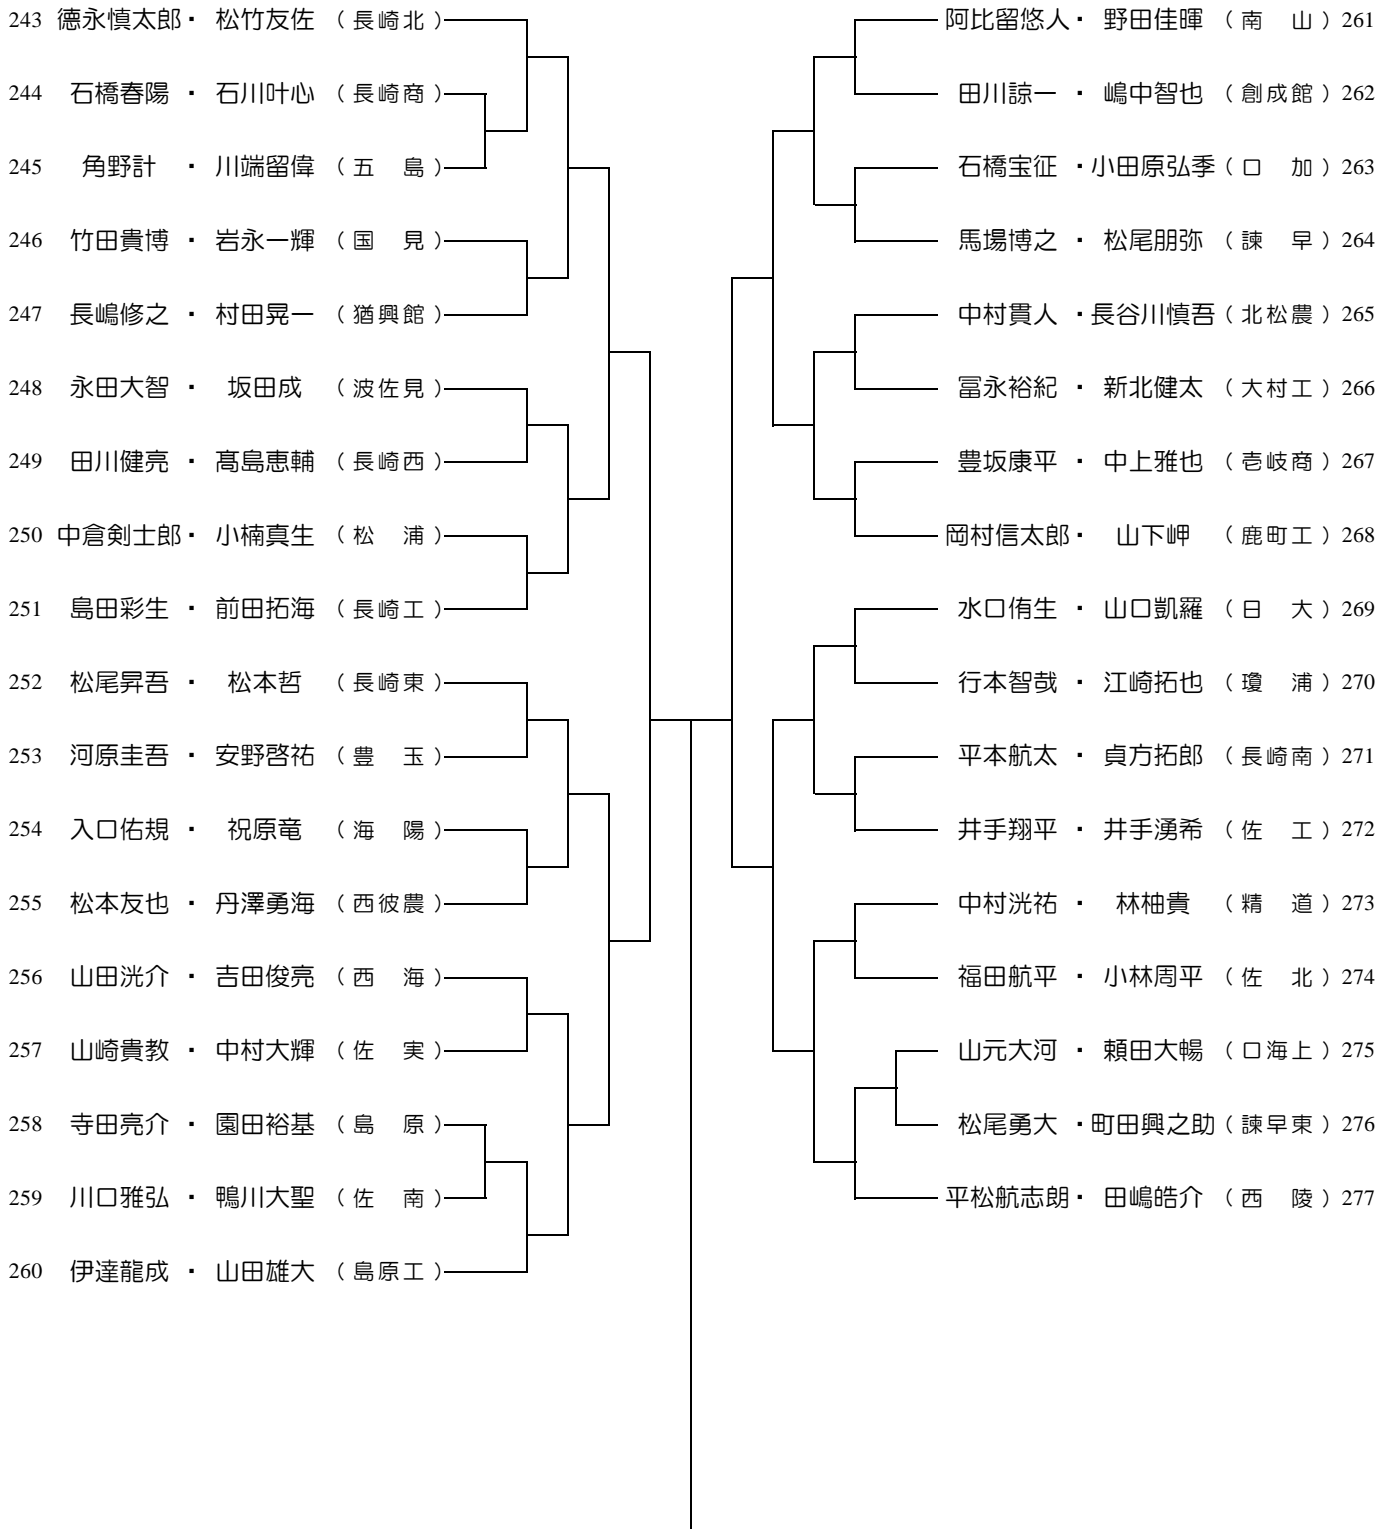 243 德永慎太郎・ 松竹友佐 （長崎北）
244 石橋春陽 ・ 石川叶心 （長崎商）
245 角野計 ・ 川端留偉 （五 島）
246 竹田貴博 ・ 岩永一輝 （国 見）
247 長嶋修之 ・ 村田晃一 （猶興館）
248 永田大智 ・ 坂田成 （波佐見）
249 田川健亮 ・ 髙島恵輔 （長崎西）
250 中倉剣士郎・ 小楠真生 （松 浦）
251 島田彩生 ・ 前田拓海 （長崎工）
252 松尾昇吾 ・ 松本哲 （長崎東）
253 河原圭吾 ・ 安野啓祐 （豊 玉）
254 入口佑規 ・ 祝原竜 （海 陽）
255 松本友也 ・ 丹澤勇海 （西彼農）
256 山田洸介 ・ 吉田俊亮 （西 海）
257 山崎貴教 ・ 中村大輝 （佐 実）
258 寺田亮介 ・ 園田裕基 （島 原）
259 川口雅弘 ・ 鴨川大聖 （佐 南）
260 伊達龍成 ・ 山田雄大 （島原工）
阿比留悠人・ 野田佳暉 （南 山）261
田川諒一 ・ 嶋中智也 （創成館）262
石橋宝征 ・小田原弘季（口 加）263
馬場博之 ・ 松尾朋弥 （諫 早）264
中村貫人 ・長谷川慎吾（北松農）265
冨永裕紀 ・ 新北健太 （大村工）266
豊坂康平 ・ 中上雅也 （壱岐商）267
岡村信太郎・ 山下岬 （鹿町工）268
水口侑生 ・ 山口凱羅 （日 大）269
行本智哉 ・ 江崎拓也 （瓊 浦）270
平本航太 ・ 貞方拓郎 （長崎南）271
井手翔平 ・ 井手湧希 （佐 工）272
中村洸祐 ・ 林柚貴 （精 道）273
福田航平 ・ 小林周平 （佐 北）274
山元大河 ・ 頼田大暢 （口海上）275
松尾勇大 ・町田興之助（諫早東）276
平松航志朗・ 田嶋皓介 （西 陵）277